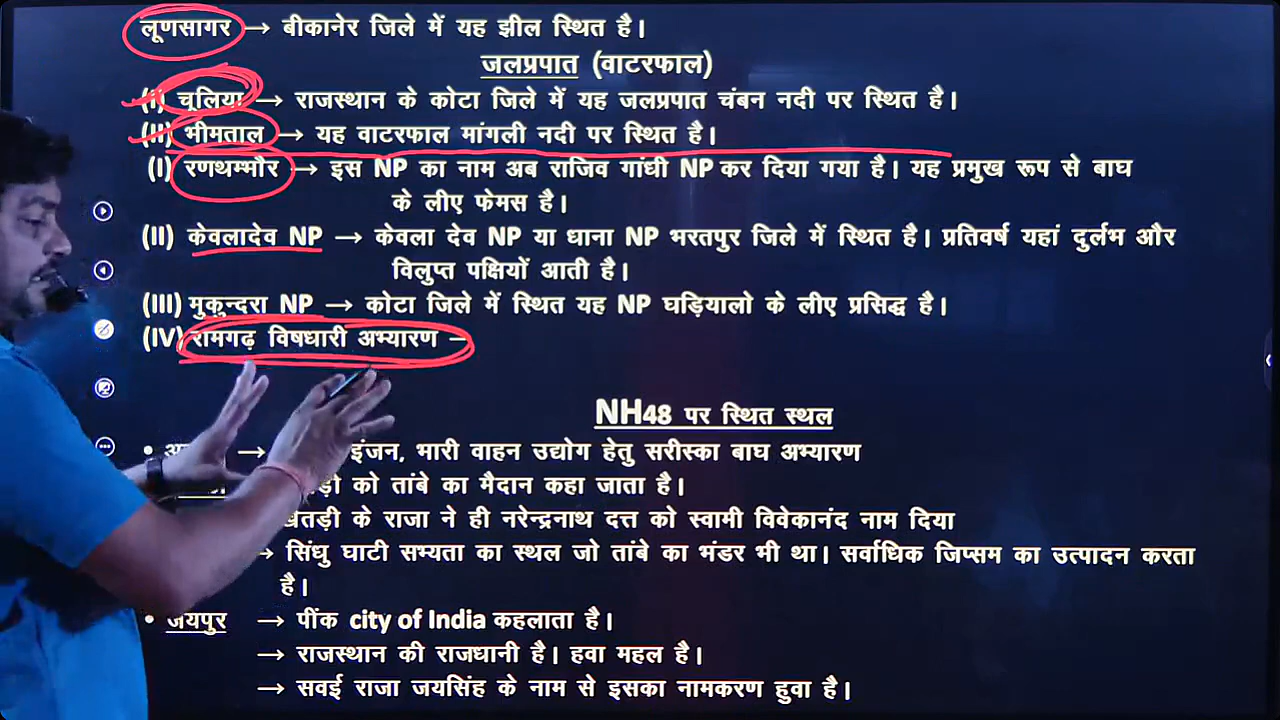 लूणसागर → बीकानेर जिले में यह झील स्थित है।
जलप्रपात (वाटरफाल)
(I) चूलिया → राजस्थान के कोटा जिले में यह जलप्रपात चंबन नदी पर स्थित है।
(II) भीमताल → यह वाटरफाल मांगली नदी पर स्थित है।
(I) रणथम्भौर → इस NP का नाम अब राजिव गांधी NP कर दिया गया है। यह प्रमुख रूप से बाघ
के लीए फेमस है।
(II) केवलादेव NP → केवला देव NP या धाना NP भरतपुर जिले में स्थित है। प्रतिवर्ष यहां दुर्लभ और
विलुप्त पक्षियों आती है।
(III) मुकुन्दरा NP → कोटा जिले में स्थित यह NP घड़ियालो के लीए प्रसिद्ध है।
(IV) रामगढ़ विषधारी अभ्यारण –
NH48 पर स्थित स्थल
• → इंजन, भारी वाहन उद्योग हेतु सरीस्का बाघ अभ्यारण
को तांबे का मैदान कहा जाता है।
खेतड़ी के राजा ने ही नरेन्द्रनाथ दत्त को स्वामी विवेकानंद नाम दिया
→ सिंधु घाटी सभ्यता का स्थल जो तांबे का भंडर भी था। सर्वाधिक जिप्सम का उत्पादन करता
है।
• जयपुर → पींक city of India कहलाता है।
→ राजस्थान की राजधानी है। हवा महल है।
→ सवई राजा जयसिंह के नाम से इसका नामकरण हुवा है।